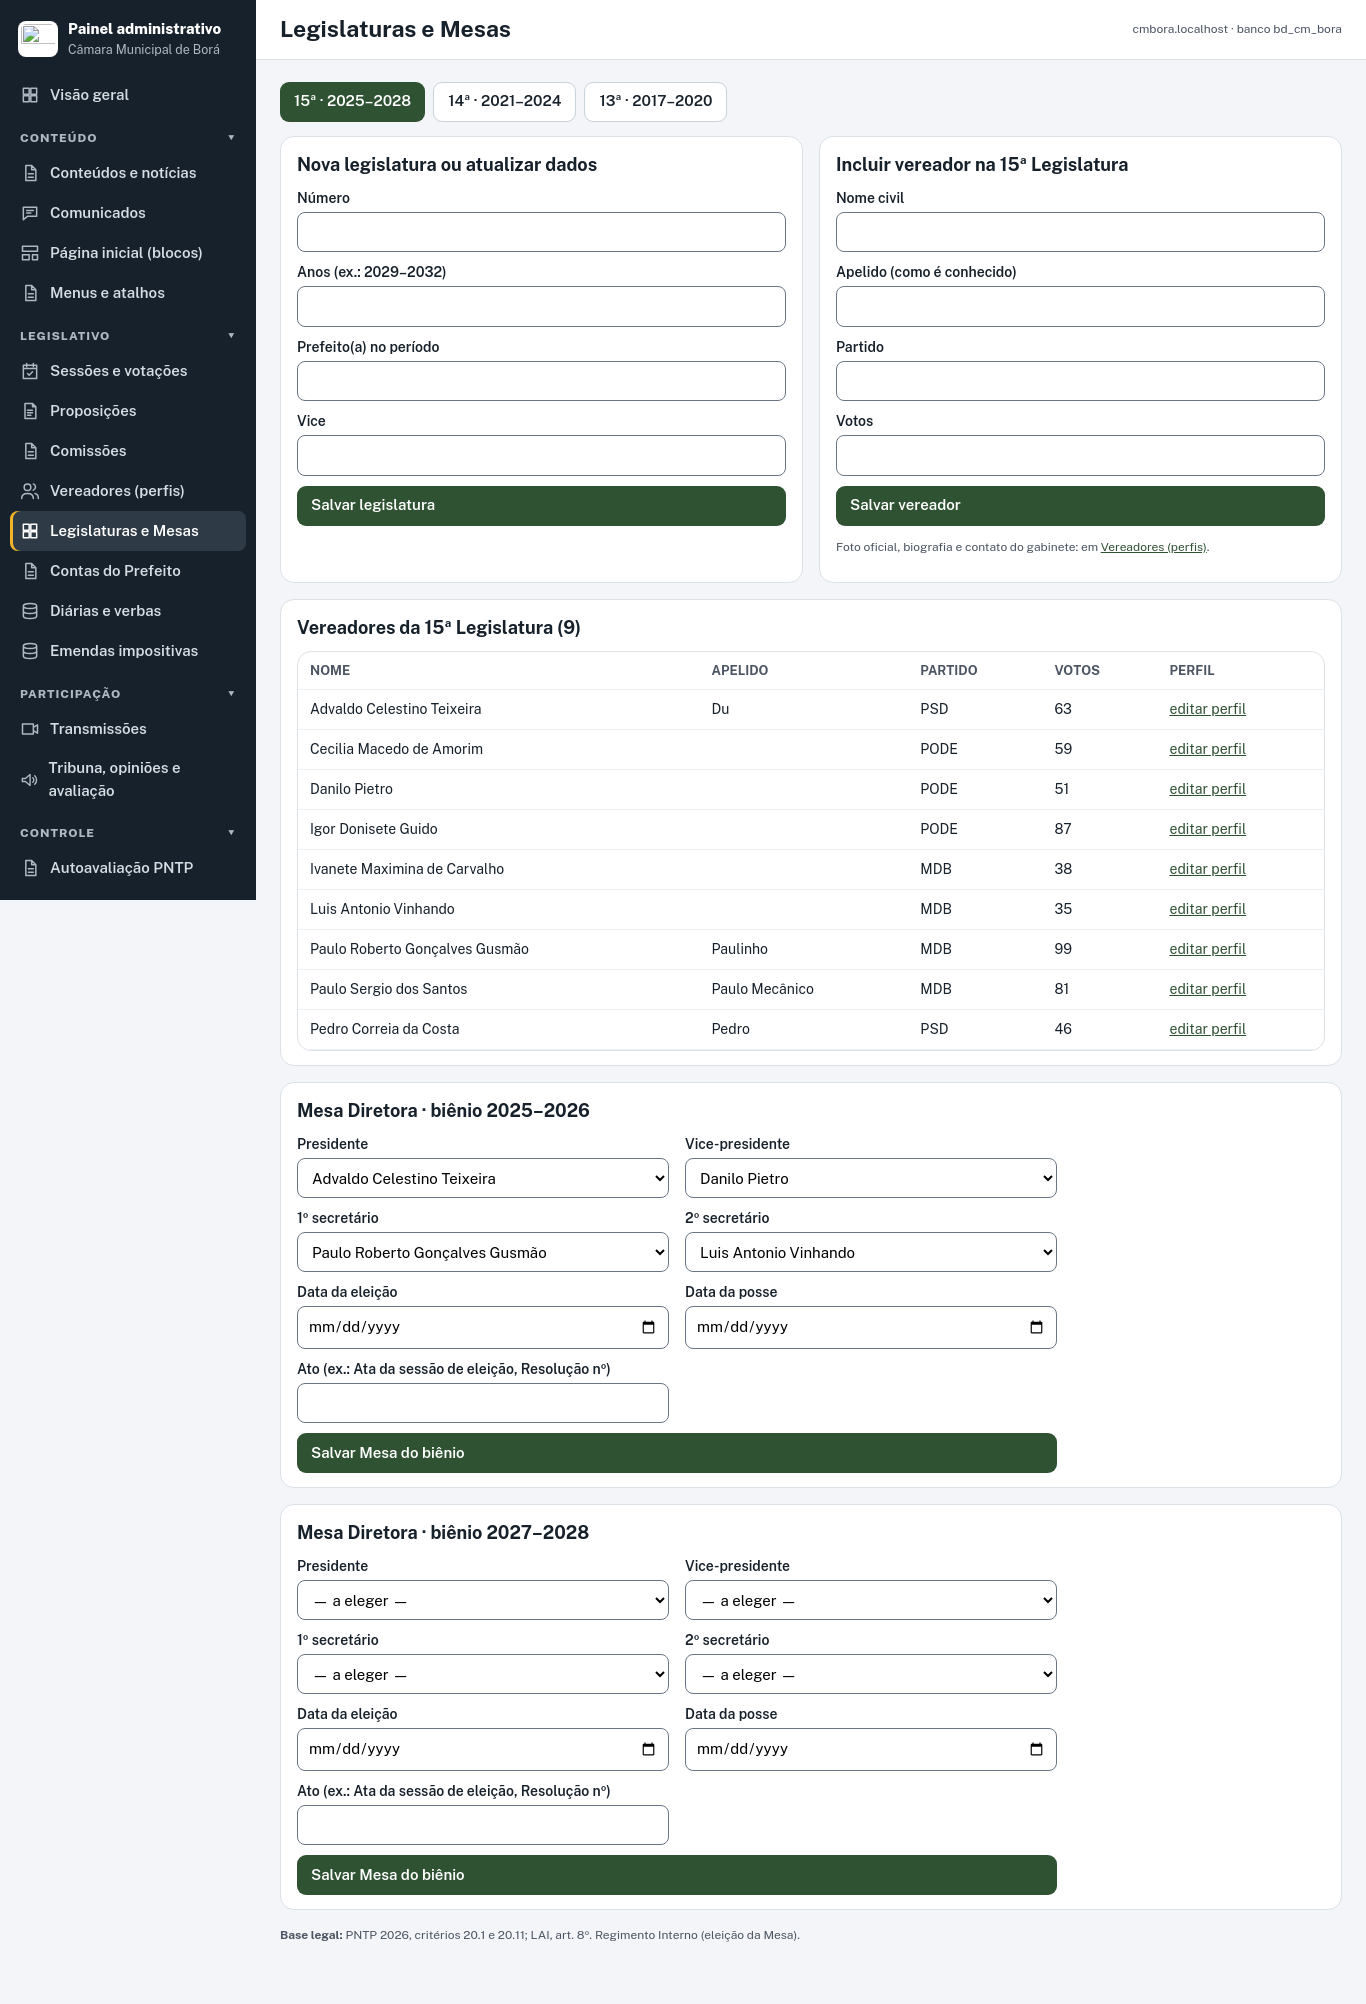 Painel administrativo
Câmara Municipal de Borá
Visão geral
CONTEÚDO
Conteúdos e notícias
Comunicados
Página inicial (blocos)
Menus e atalhos
LEGISLATIVO
Sessões e votações
Proposições
Comissões
Vereadores (perfis)
Legislaturas e Mesas
Contas do Prefeito
Diárias e verbas
Emendas impositivas
PARTICIPAÇÃO
Transmissões
Tribuna, opiniões e
avaliação
CONTROLE
Autoavaliação PNTP
Legislaturas e Mesas
cmbora.localhost · banco bd_cm_bora
15ª · 2025–2028 14ª · 2021–2024 13ª · 2017–2020
Nova legislatura ou atualizar dados
Número
Anos (ex.: 2029–2032)
Prefeito(a) no período
Vice
Salvar legislatura
Incluir vereador na 15ª Legislatura
Nome civil
Apelido (como é conhecido)
Partido
Votos
Salvar vereador
Foto oficial, biografia e contato do gabinete: em Vereadores (perfis).
Vereadores da 15ª Legislatura (9)
NOME APELIDO PARTIDO VOTOS PERFIL
Advaldo Celestino Teixeira Du PSD 63 editar perfil
Cecilia Macedo de Amorim PODE 59 editar perfil
Danilo Pietro PODE 51 editar perfil
Igor Donisete Guido PODE 87 editar perfil
Ivanete Maximina de Carvalho MDB 38 editar perfil
Luis Antonio Vinhando MDB 35 editar perfil
Paulo Roberto Gonçalves Gusmão Paulinho MDB 99 editar perfil
Paulo Sergio dos Santos Paulo Mecânico MDB 81 editar perfil
Pedro Correia da Costa Pedro PSD 46 editar perfil
Mesa Diretora · biênio 2025–2026
Presidente Vice-presidente
Advaldo Celestino Teixeira Danilo Pietro
1º secretário 2º secretário
Paulo Roberto Gonçalves Gusmão Luis Antonio Vinhando
Data da eleição Data da posse
mm/dd/yyyy mm/dd/yyyy
Ato (ex.: Ata da sessão de eleição, Resolução nº)
Salvar Mesa do biênio
Mesa Diretora · biênio 2027–2028
Presidente Vice-presidente
— a eleger — — a eleger —
1º secretário 2º secretário
— a eleger — — a eleger —
Data da eleição Data da posse
mm/dd/yyyy mm/dd/yyyy
Ato (ex.: Ata da sessão de eleição, Resolução nº)
Salvar Mesa do biênio
Base legal: PNTP 2026, critérios 20.1 e 20.11; LAI, art. 8º. Regimento Interno (eleição da Mesa).